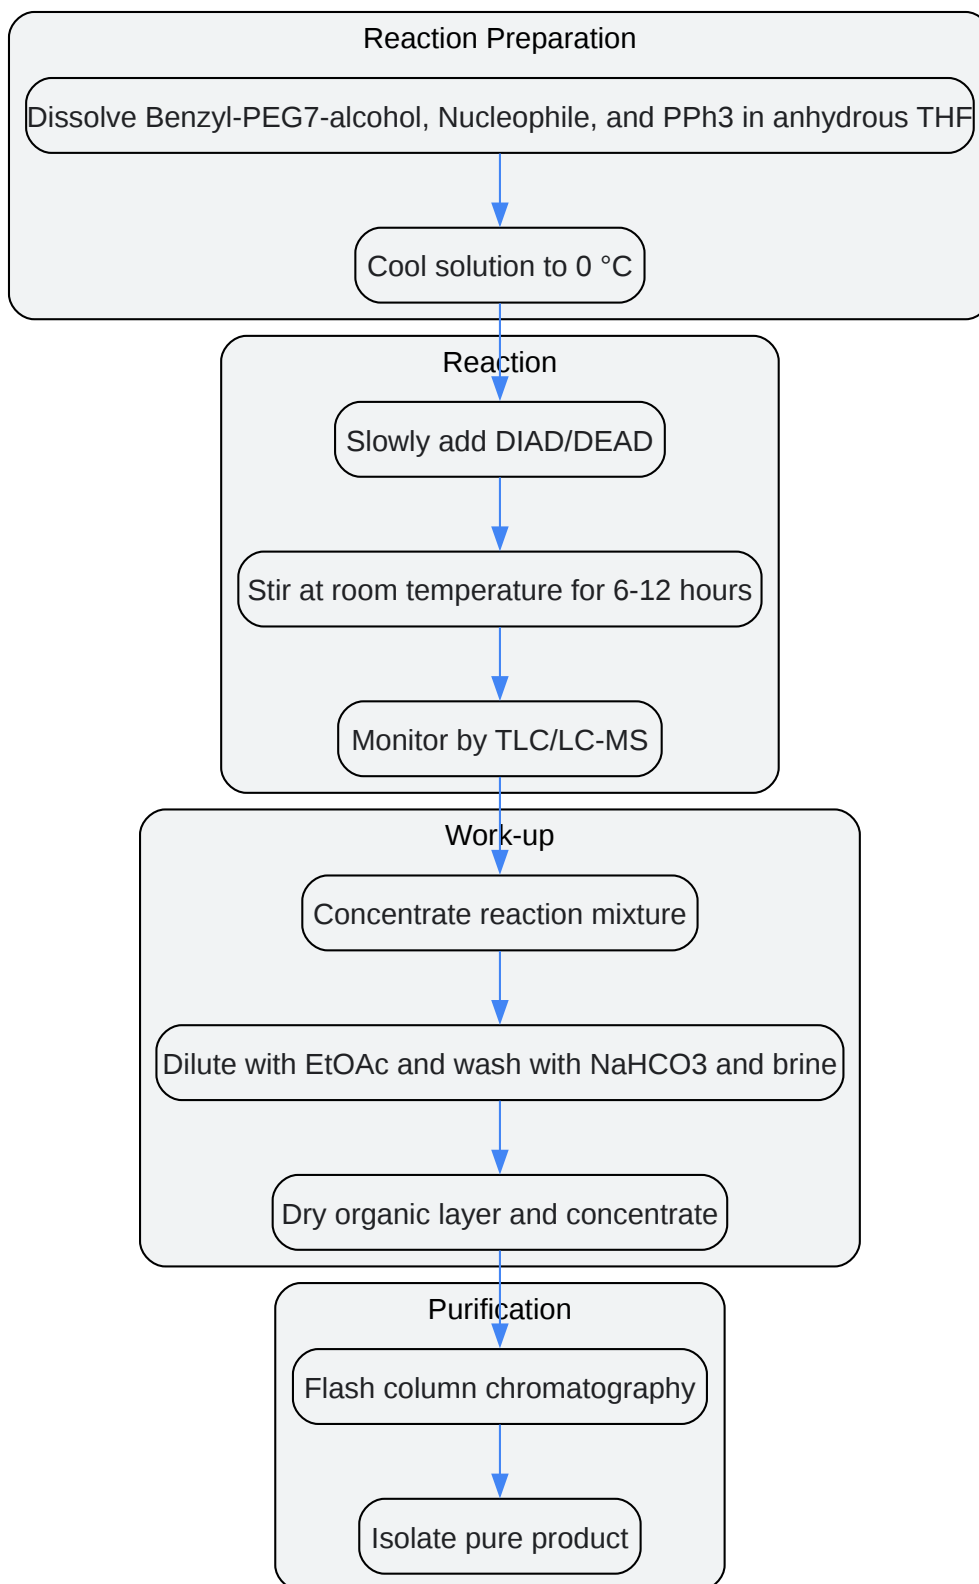 Reaction Preparation
Dissolve Benzyl-PEG7-alcohol, Nucleophile, and PPh3 in anhydrous THF
Cool solution to 0 °C
Reaction
Slowly add DIAD/DEAD
Stir at room temperature for 6-12 hours
Monitor by TLC/LC-MS
Work-up
Concentrate reaction mixture
Dilute with EtOAc and wash with NaHCO3 and brine
Dry organic layer and concentrate
Purification
Flash column chromatography
Isolate pure product